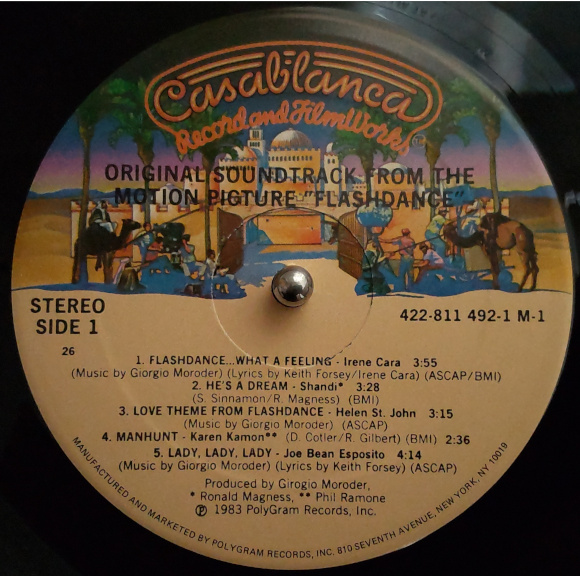 Casablanca
Record and FilmWorks
ORIGINAL SOUNDTRACK FROM THE
MOTION PICTURE "FLASHDANCE"
STEREO
SIDE 1
422-811 492-1 M-1
26
1. FLASHDANCE...WHAT A FEELING - Irene Cara 3:55
(Music by Giorgio Moroder) (Lyrics by Keith Forsey/Irene Cara) (ASCAP/BMI)
2. HE'S A DREAM - Shandi* 3:28
(S. Sinnamon/R. Magness) (BMI)
3. LOVE THEME FROM FLASHDANCE - Helen St. John 3:15
(Music by Giorgio Moroder) (ASCAP)
4. MANHUNT - Karen Kamon** (D. Cotler/R. Gilbert) (BMI) 2:36
5. LADY, LADY, LADY - Joe Bean Esposito 4:14
(Music by Giorgio Moroder) (Lyrics by Keith Forsey) (ASCAP)
Produced by Girogio Moroder,
* Ronald Magness, ** Phil Ramone
℗ 1983 PolyGram Records, Inc.
MANUFACTURED AND MARKETED BY POLYGRAM RECORDS, INC. 810 SEVENTH AVENUE, NEW YORK, NY 10019